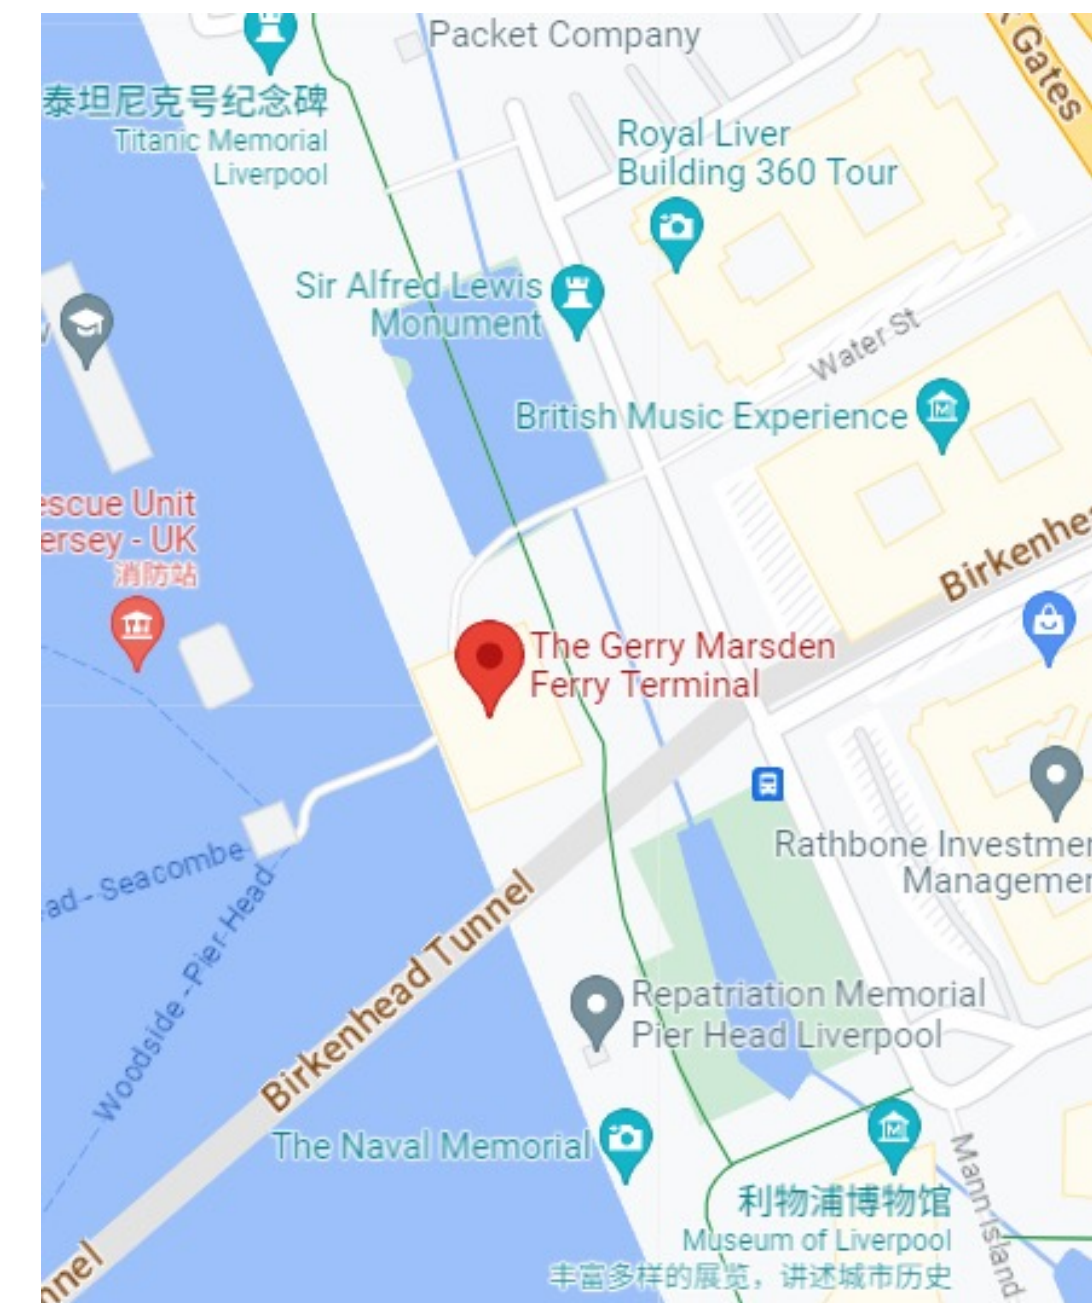 Packet Company
Gates
泰坦尼克号纪念碑
Titanic Memorial
Liverpool
Royal Liver
Building 360 Tour
Sir Alfred Lewis
Monument
Water St
British Music Experience
escue Unit
ersey - UK
消防站
Birkenhe
The Gerry Marsden
Ferry Terminal
Rathbone Investmen
Managemen
ad - Seacombe
Woodside - Pier Head
Birkenhead Tunnel
Repatriation Memorial
Pier Head Liverpool
The Naval Memorial
利物浦博物馆
Museum of Liverpool
丰富多样的展览，讲述城市历史
Mann Island
nnel